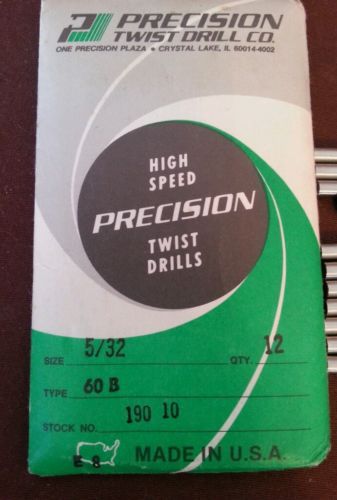 PRECISION
TWIST DRILL CO.
ONE PRECISION PLAZA • CRYSTAL LAKE, IL 60014-4002
HIGH
SPEED
PRECISION
TWIST
DRILLS
SIZE 5/32 QTY. 12
TYPE 60 B
STOCK NO. 190 10
E 8 MADE IN U.S.A.